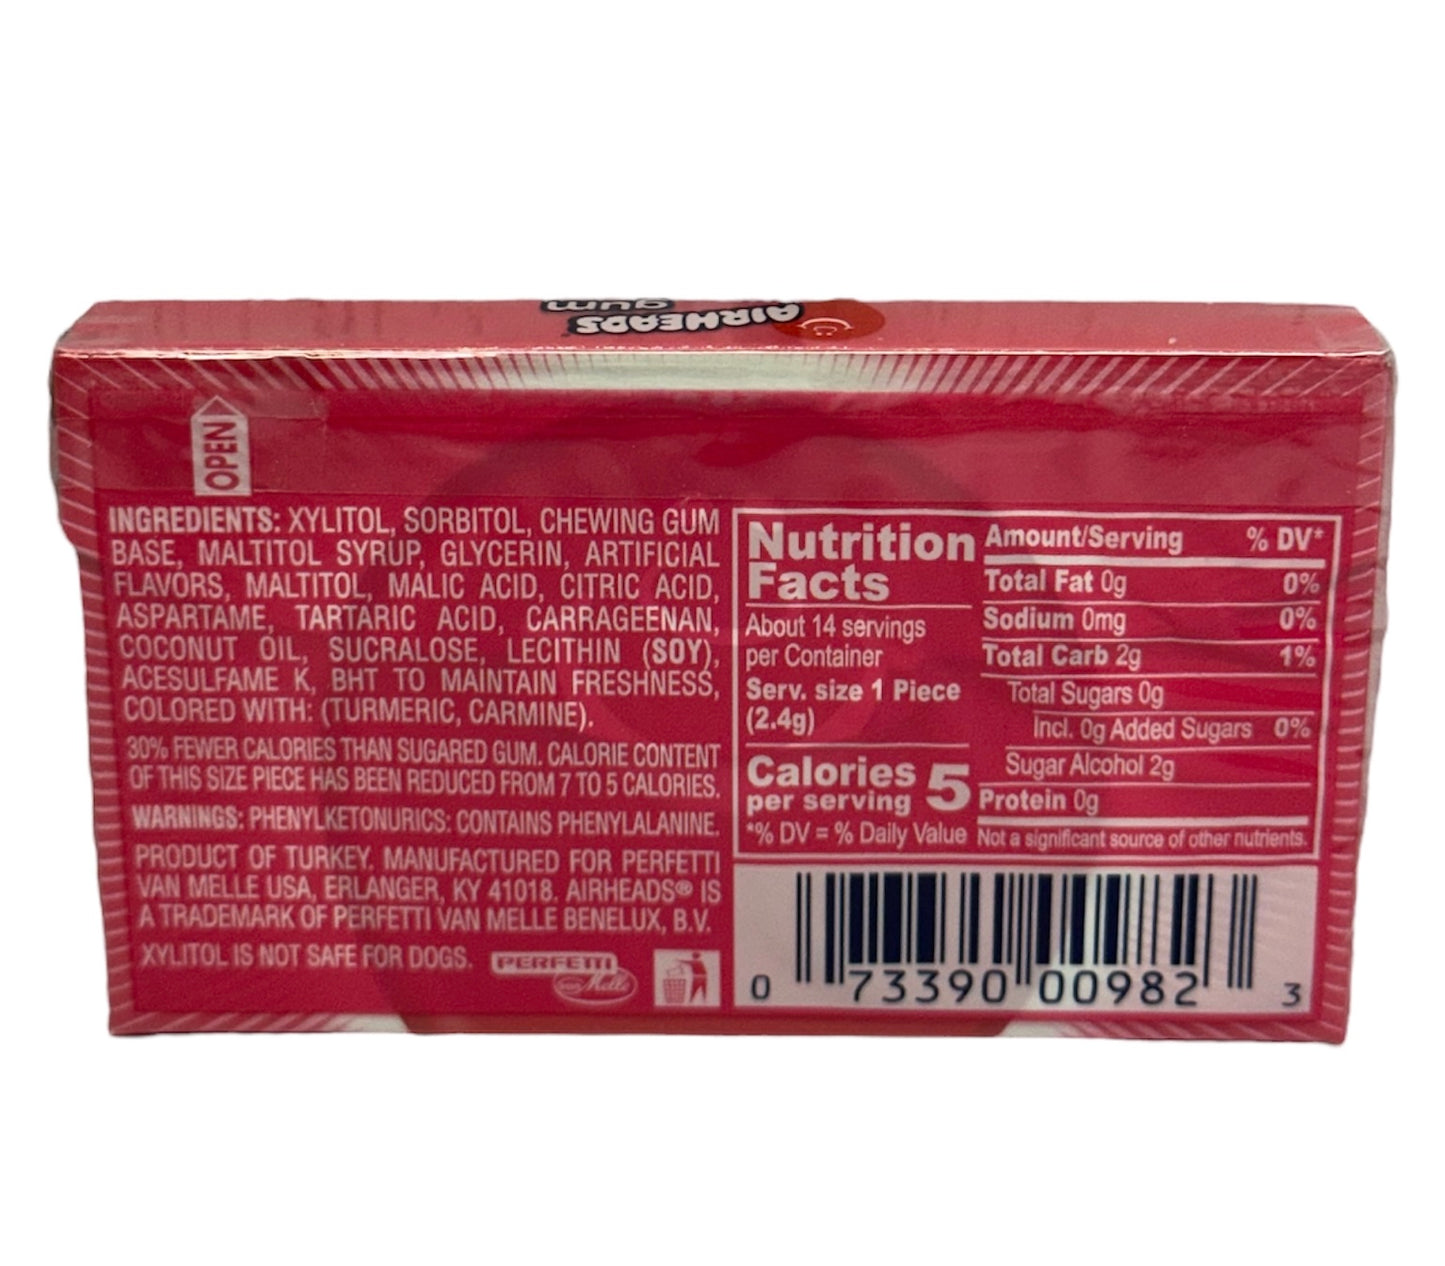 AIRHEADS
gum
OPEN
INGREDIENTS: XYLITOL, SORBITOL, CHEWING GUM
BASE, MALTITOL SYRUP, GLYCERIN, ARTIFICIAL
FLAVORS, MALTITOL, MALIC ACID, CITRIC ACID,
ASPARTAME, TARTARIC ACID, CARRAGEENAN,
COCONUT OIL, SUCRALOSE, LECITHIN (SOY),
ACESULFAME K, BHT TO MAINTAIN FRESHNESS,
COLORED WITH: (TURMERIC, CARMINE).
30% FEWER CALORIES THAN SUGARED GUM. CALORIE CONTENT
OF THIS SIZE PIECE HAS BEEN REDUCED FROM 7 TO 5 CALORIES.
WARNINGS: PHENYLKETONURICS: CONTAINS PHENYLALANINE.
PRODUCT OF TURKEY. MANUFACTURED FOR PERFETTI
VAN MELLE USA, ERLANGER, KY 41018. AIRHEADS® IS
A TRADEMARK OF PERFETTI VAN MELLE BENELUX, B.V.
XYLITOL IS NOT SAFE FOR DOGS.
PERFETTI
van Melle
Nutrition
Facts
About 14 servings
per Container
Serv. size 1 Piece
(2.4g)
Calories 5
per serving
*% DV = % Daily Value
Amount/Serving % DV*
Total Fat 0g 0%
Sodium 0mg 0%
Total Carb 2g 1%
Total Sugars 0g
Incl. 0g Added Sugars 0%
Sugar Alcohol 2g
Protein 0g
Not a significant source of other nutrients.
0 73390 00982 3